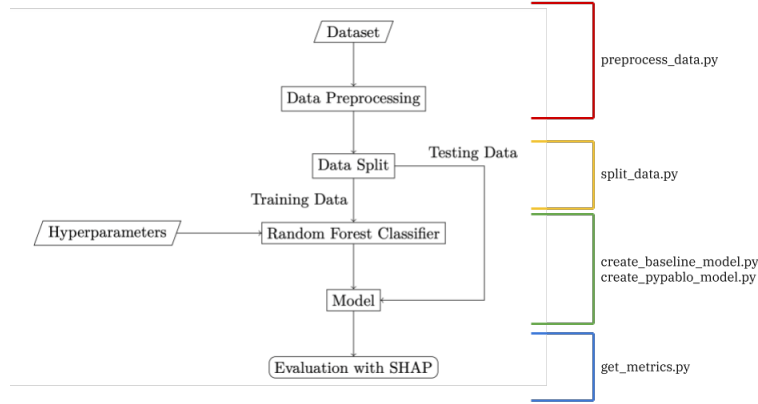 Dataset
preprocess_data.py
Data Preprocessing
Testing Data
Data Split
split_data.py
Training Data
Hyperparameters
Random Forest Classifier
create_baseline_model.py
create_pypablo_model.py
Model
Evaluation with SHAP
get_metrics.py